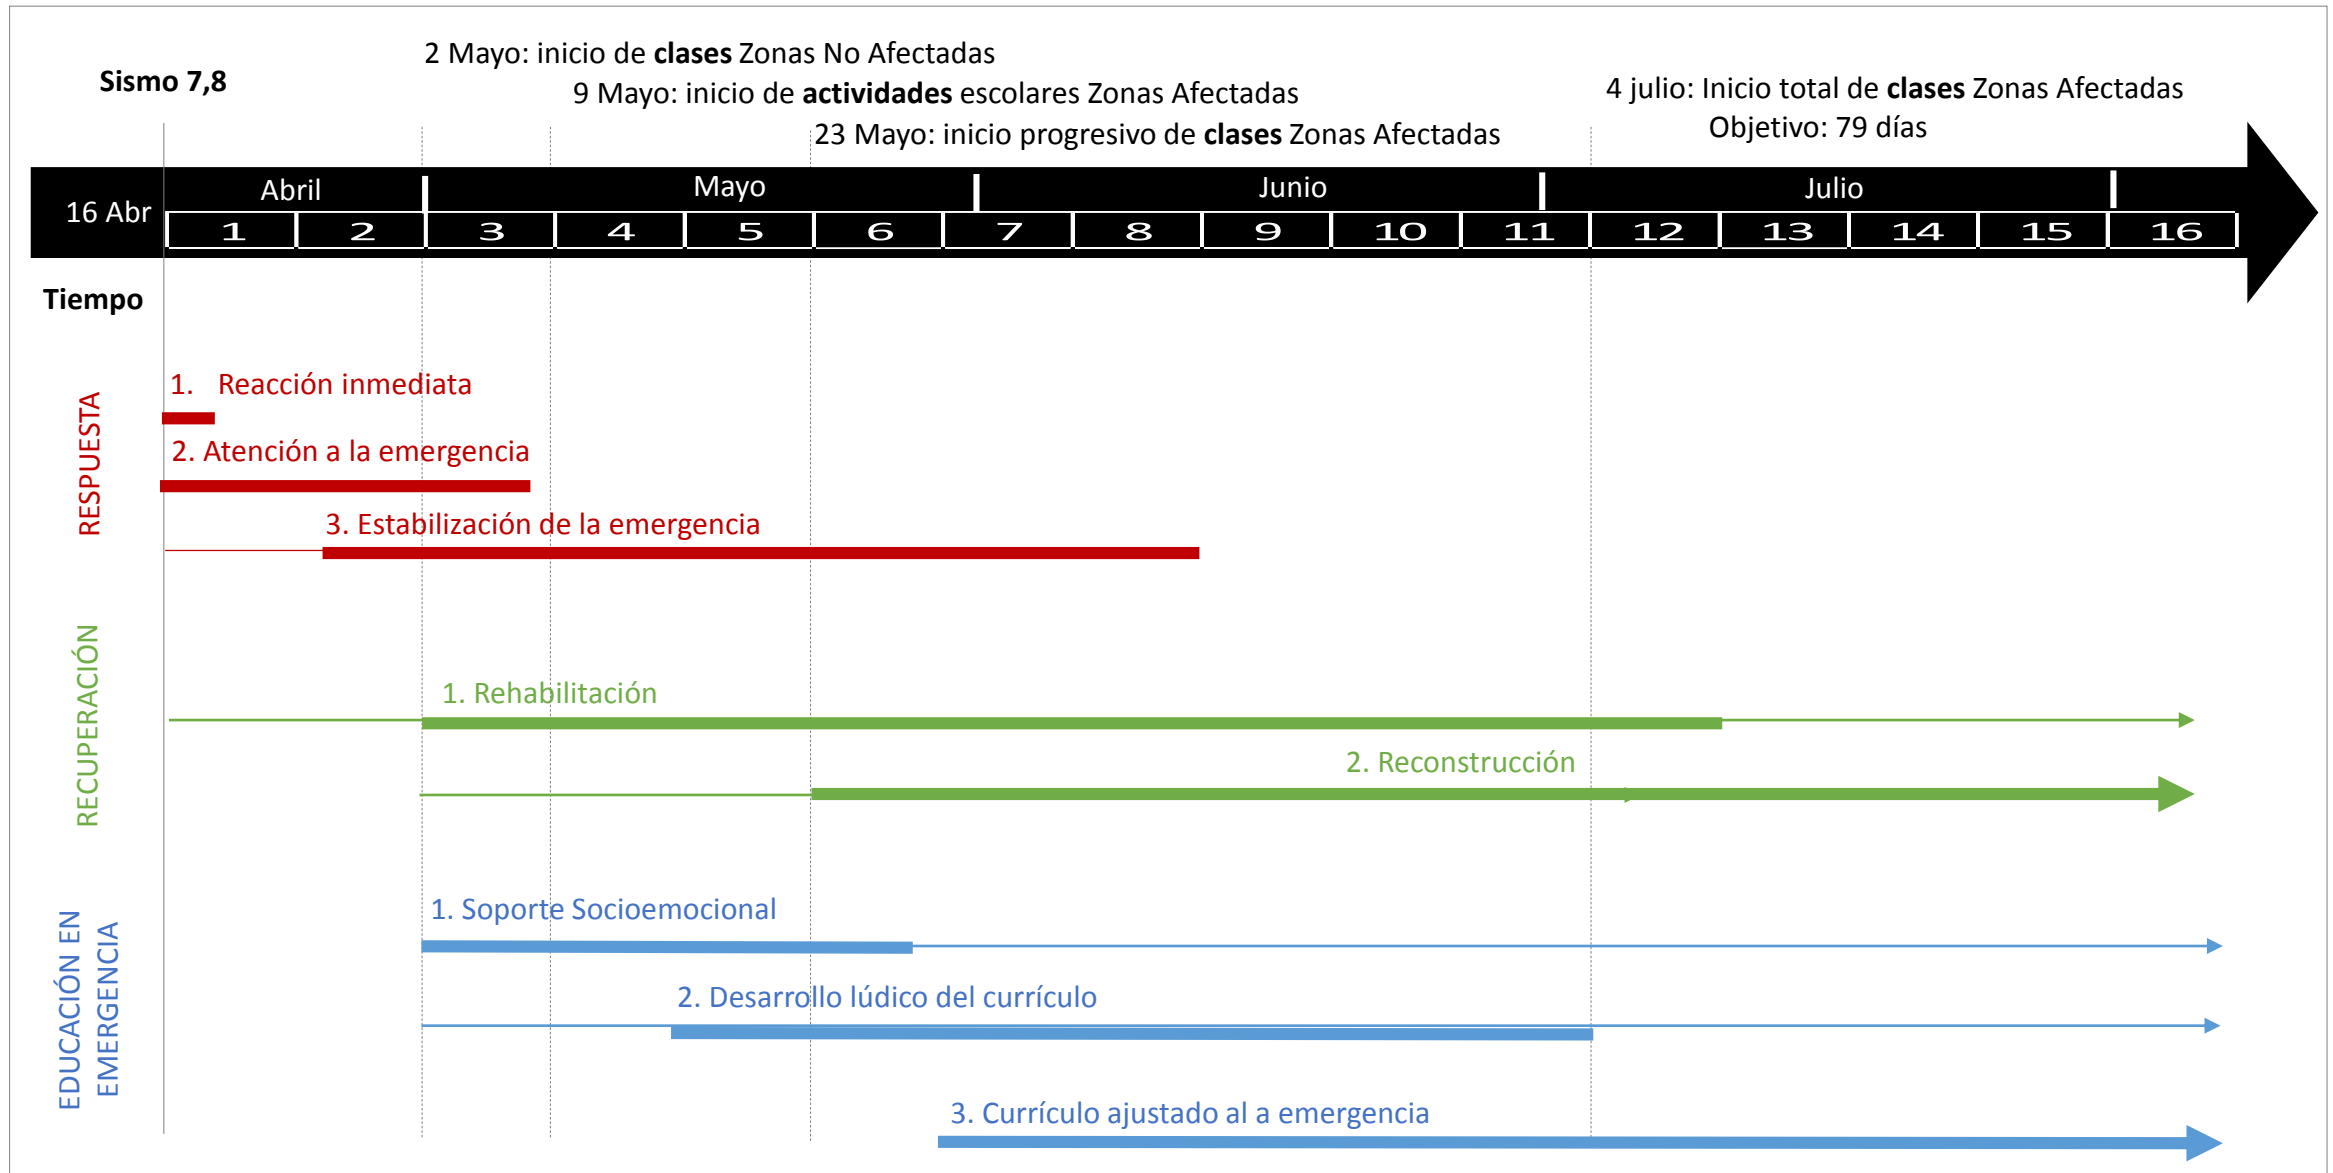 2 Mayo: inicio de clases Zonas No Afectadas
Sismo 7,8
9 Mayo: inicio de actividades escolares Zonas Afectadas
4 julio: Inicio total de clases Zonas Afectadas
Objetivo: 79 días
23 Mayo: inicio progresivo de clases Zonas Afectadas
16 Abr
Abril
Mayo
Junio
Julio
1 2 3 4 5 6 7 8 9 10 11 12 13 14 15 16
Tiempo
RESPUESTA
1. Reacción inmediata
2. Atención a la emergencia
3. Estabilización de la emergencia
RECUPERACIÓN
1. Rehabilitación
2. Reconstrucción
EDUCACIÓN EN
EMERGENCIA
1. Soporte Socioemocional
2. Desarrollo lúdico del currículo
3. Currículo ajustado al a emergencia